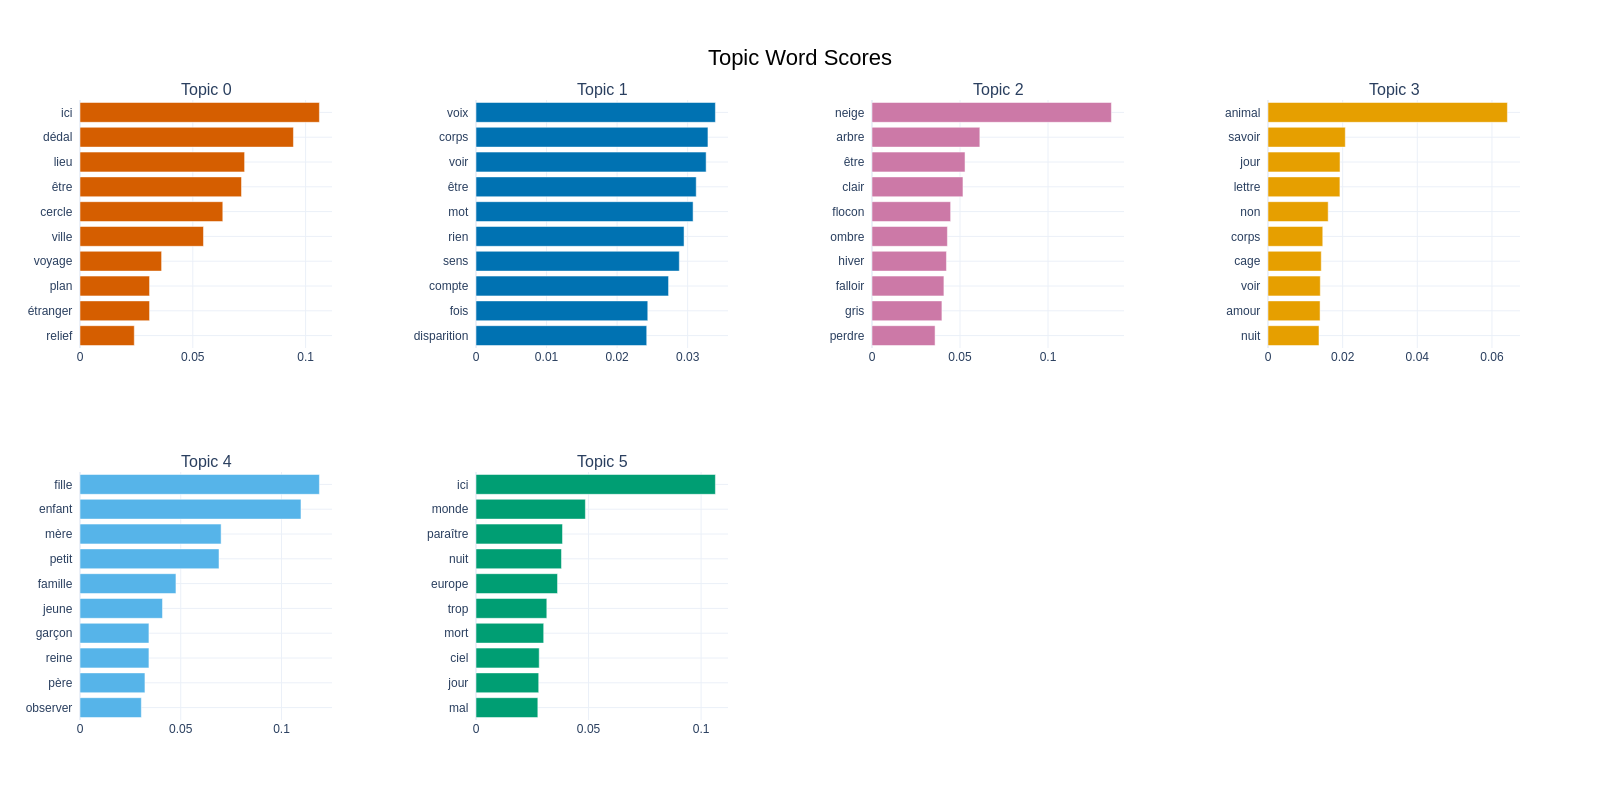 Topic Word Scores
Topic 0
ici
dédal
lieu
être
cercle
ville
voyage
plan
étranger
relief
0 0.05 0.1
Topic 1
voix
corps
voir
être
mot
rien
sens
compte
fois
disparition
0 0.01 0.02 0.03
Topic 2
neige
arbre
être
clair
flocon
ombre
hiver
falloir
gris
perdre
0 0.05 0.1
Topic 3
animal
savoir
jour
lettre
non
corps
cage
voir
amour
nuit
0 0.02 0.04 0.06
Topic 4
fille
enfant
mère
petit
famille
jeune
garçon
reine
père
observer
0 0.05 0.1
Topic 5
ici
monde
paraître
nuit
europe
trop
mort
ciel
jour
mal
0 0.05 0.1